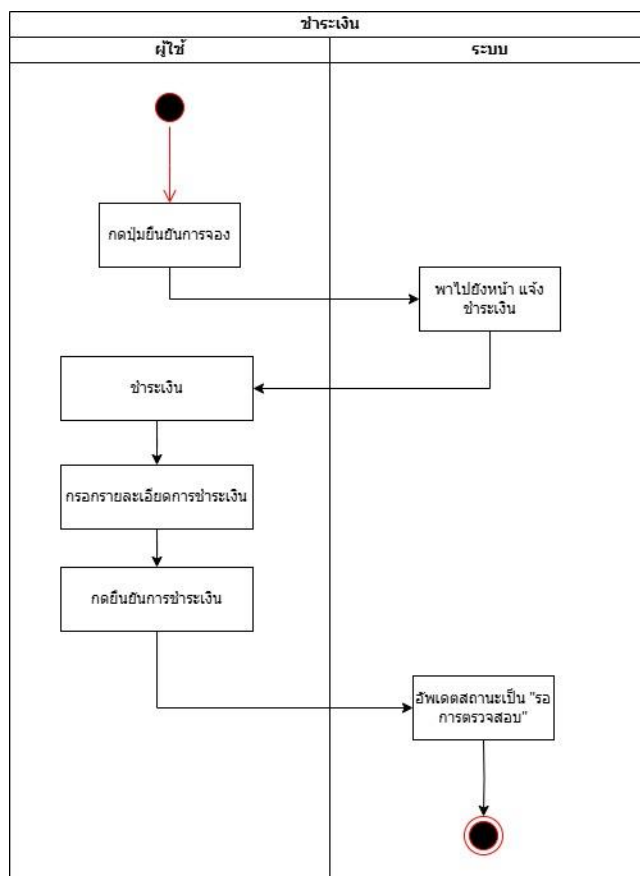 ชำระเงิน
ผู้ใช้
ระบบ
กดปุ่มยืนยันการจอง
พาไปยังหน้า แจ้ง
ชำระเงิน
ชำระเงิน
กรอกรายละเอียดการชำระเงิน
กดยืนยันการชำระเงิน
อัพเดตสถานะเป็น "รอ
การตรวจสอบ"